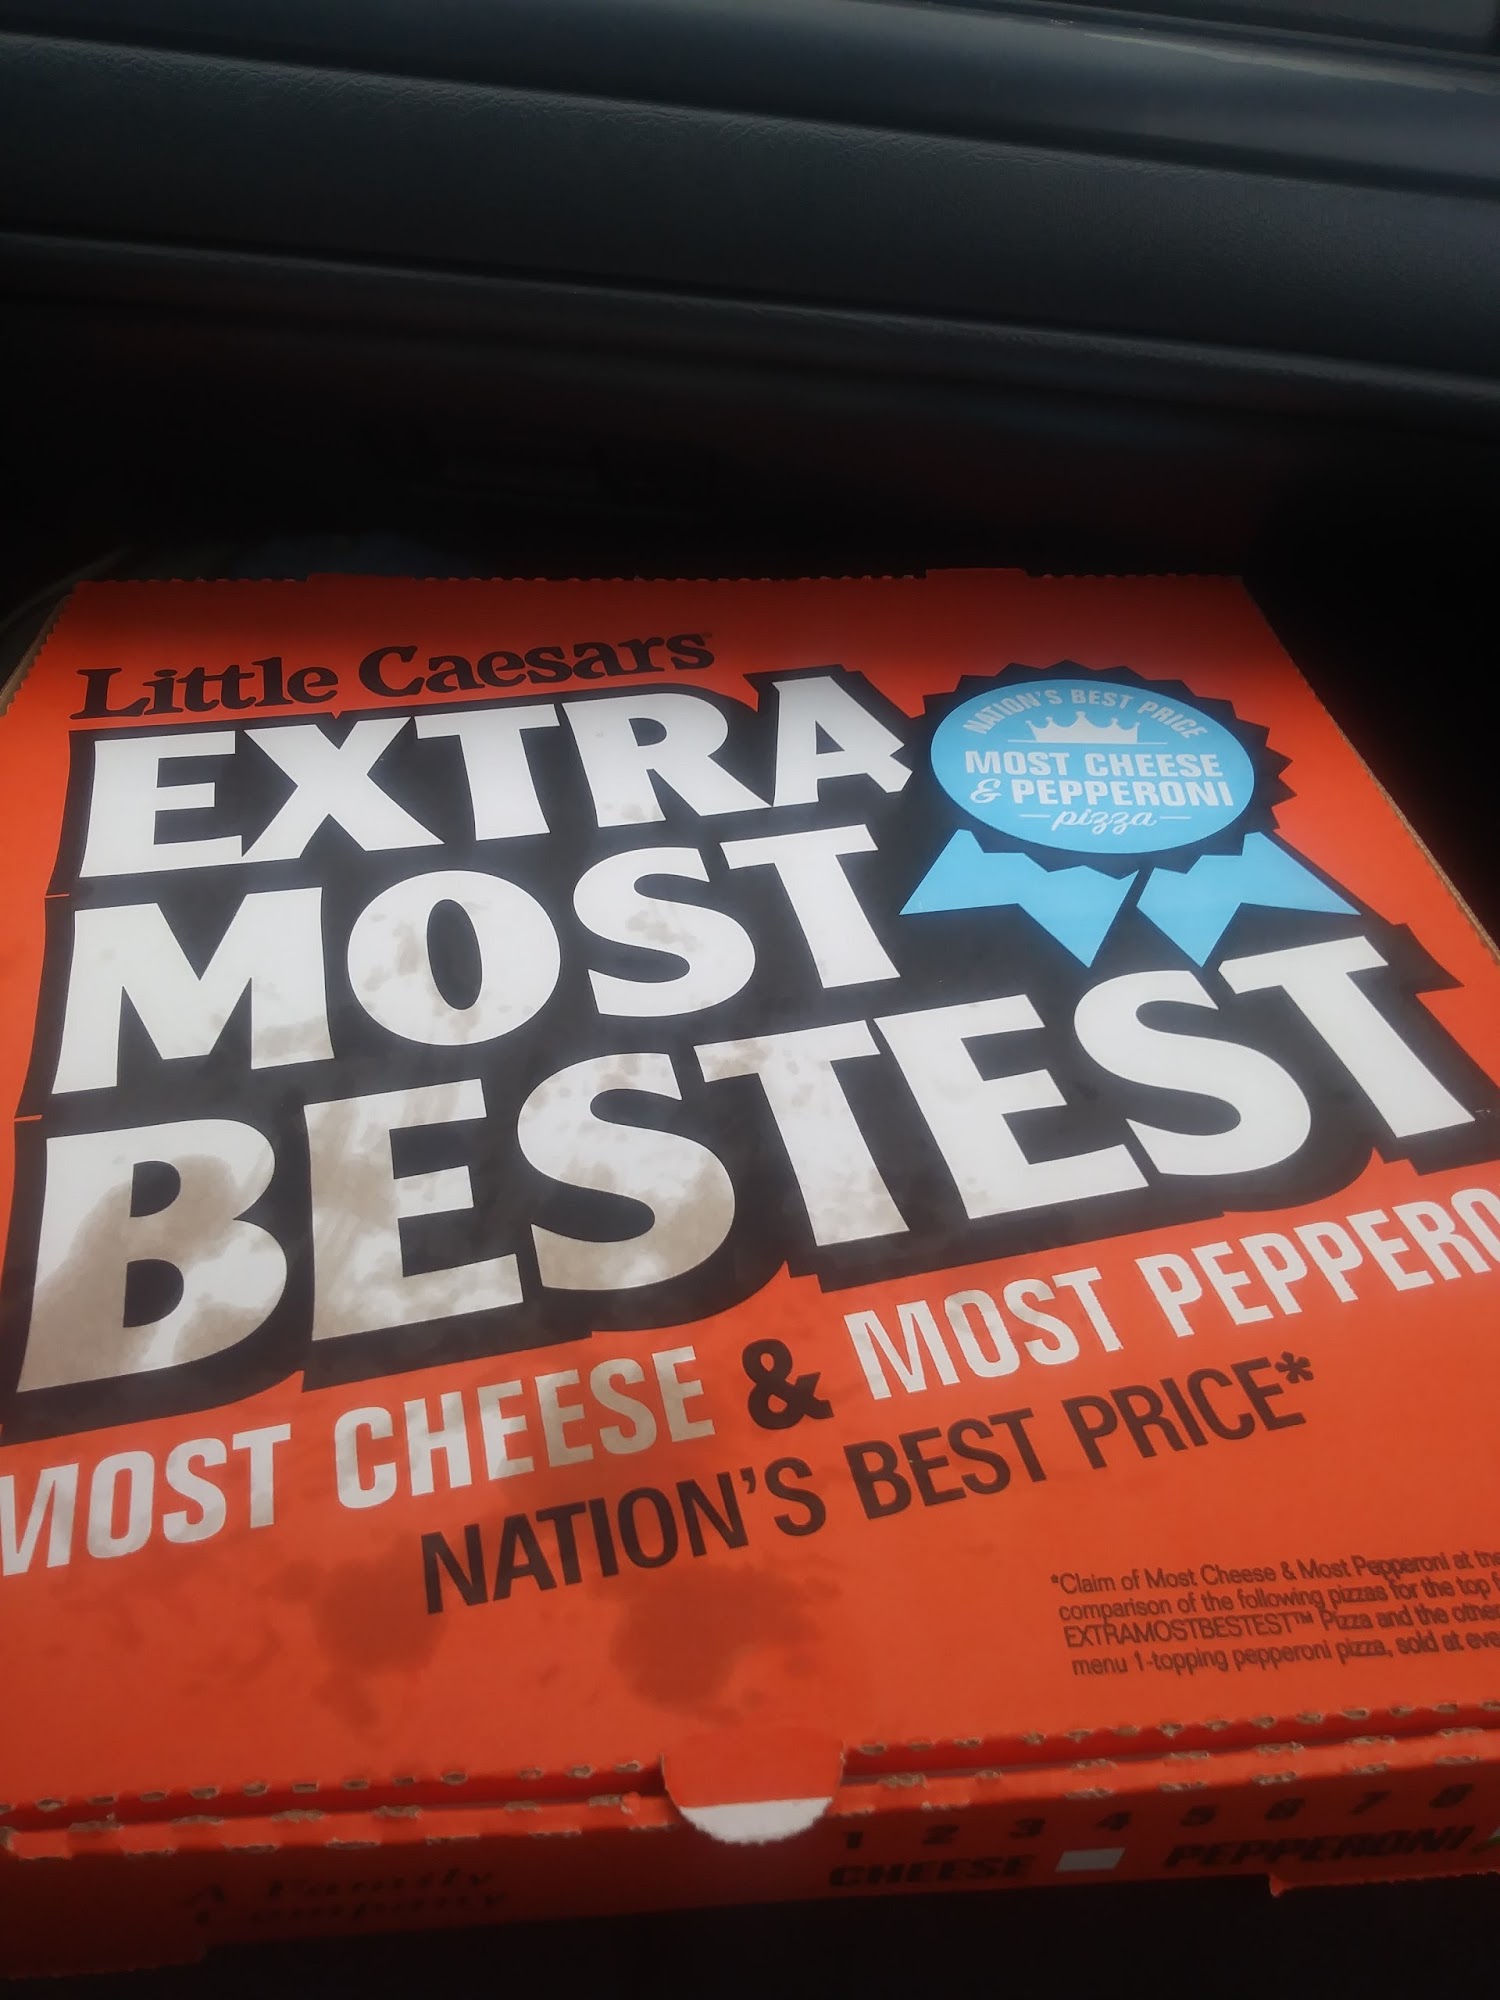 Little Caesars
EXTRA
MOST
BESTEST
NATION'S BEST PRICE
MOST CHEESE
& PEPPERONI
pizza
MOST CHEESE & MOST PEPPERO
NATION'S BEST PRICE*
*Claim of Most Cheese & Most Pepperoni at the
comparison of the following pizzas for the top
EXTRAMOSTBESTEST™ Pizza and the other
menu 1-topping pepperoni pizza, sold at eve
1 2 3 4 5 6 7 8
CHEESE PEPPERONI
A Family
Company